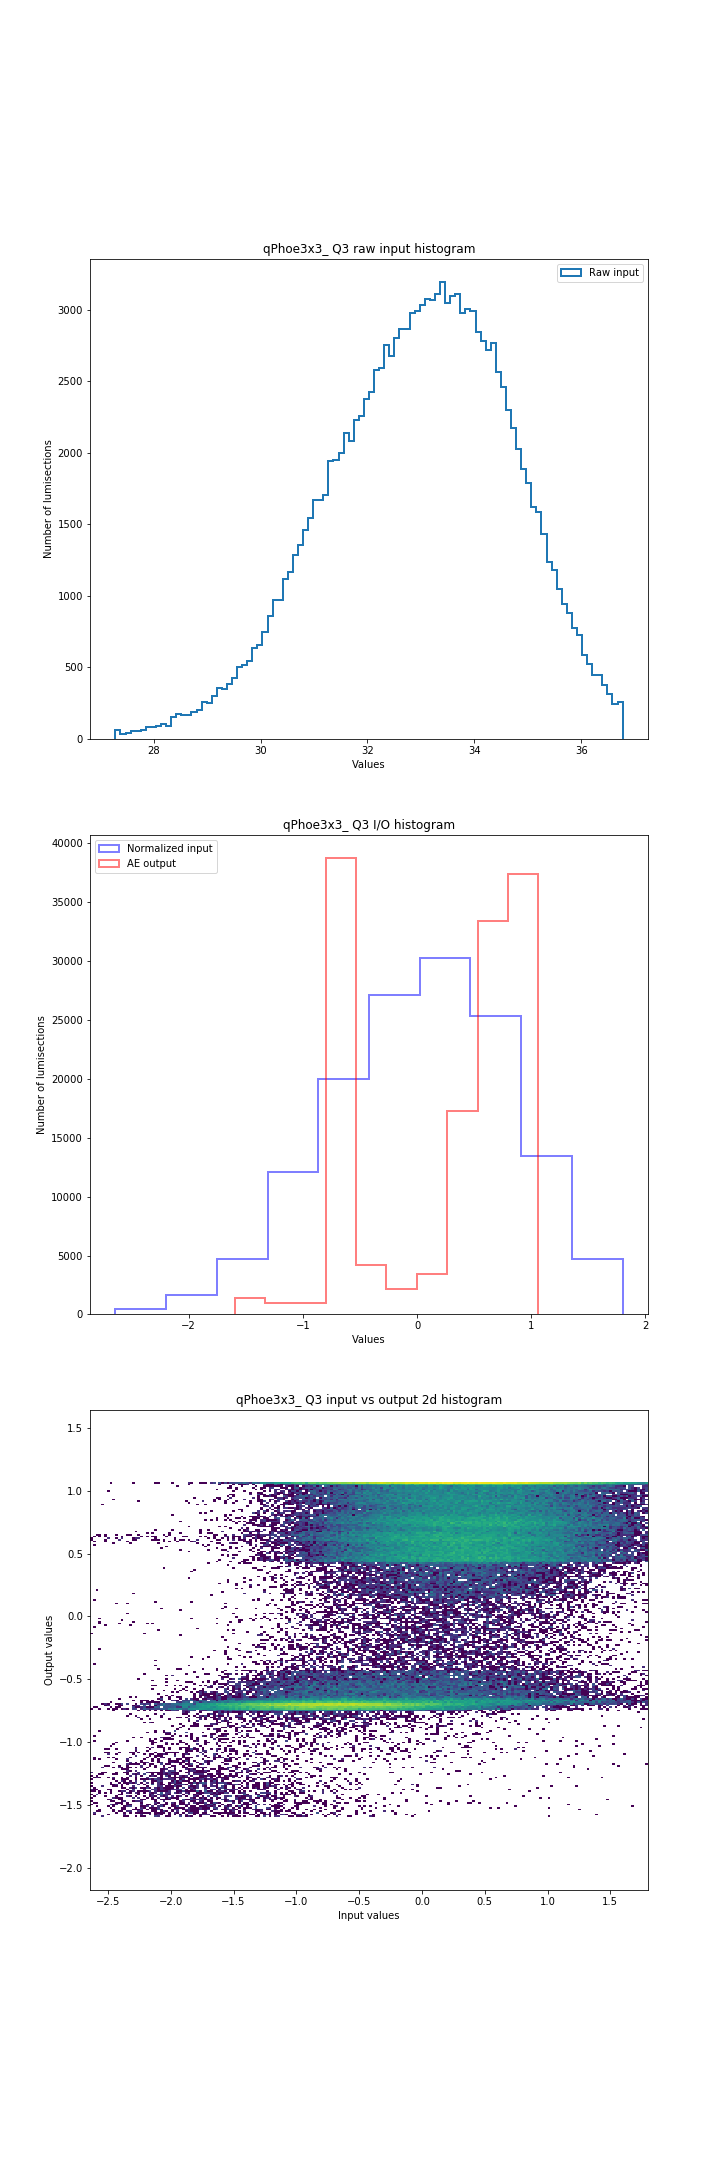 qPhoe3x3_ Q3 raw input histogram
Raw input
3000
2500
2000
1500
1000
500
0
Number of lumisections
28 30 32 34 36
Values
qPhoe3x3_ Q3 I/O histogram
Normalized input
AE output
40000
35000
30000
25000
20000
15000
10000
5000
0
Number of lumisections
−2 −1 0 1 2
Values
qPhoe3x3_ Q3 input vs output 2d histogram
1.5
1.0
0.5
0.0
−0.5
−1.0
−1.5
−2.0
Output values
−2.5 −2.0 −1.5 −1.0 −0.5 0.0 0.5 1.0 1.5
Input values